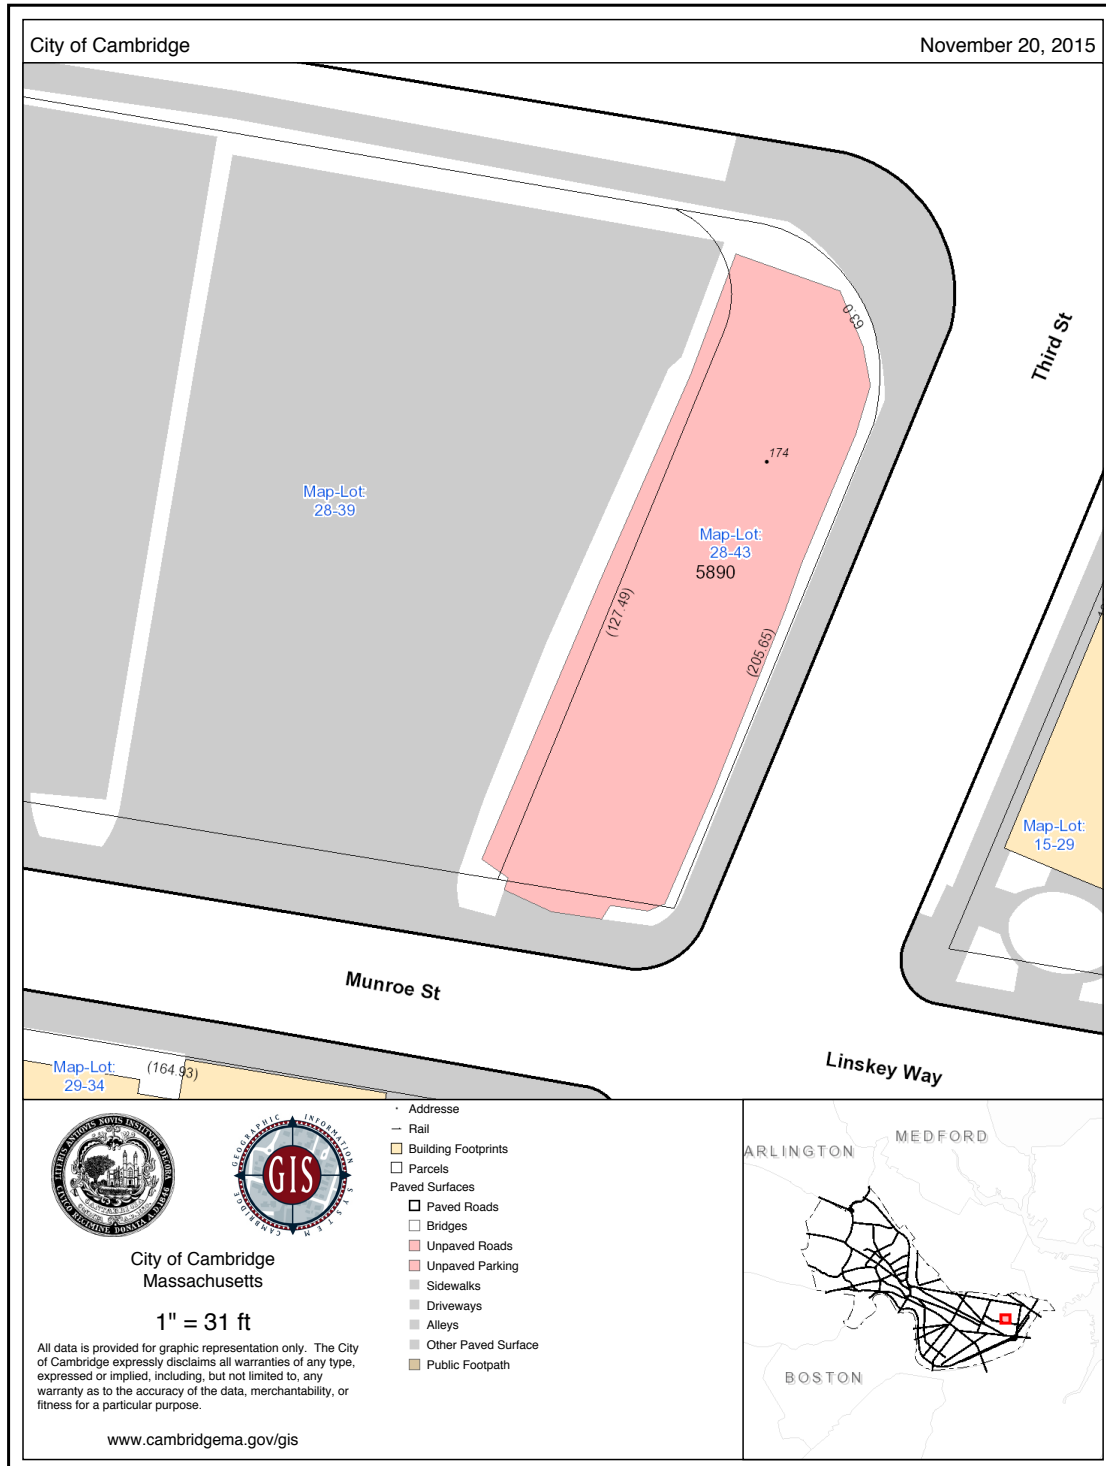 City of Cambridge
November 20, 2015
Third St
63.0
174
Map-Lot:
28-39
Map-Lot:
28-43
5890
(127.49)
(205.65)
Map-Lot:
15-29
Munroe St
Linskey Way
Map-Lot:
29-34
(164.93)
GEOGRAPHIC INFORMATION SYSTEM
CAMBRIDGE
GIS
City of Cambridge
Massachusetts
1" = 31 ft
All data is provided for graphic representation only. The City
of Cambridge expressly disclaims all warranties of any type,
expressed or implied, including, but not limited to, any
warranty as to the accuracy of the data, merchantability, or
fitness for a particular purpose.
www.cambridgema.gov/gis
Addresse
Rail
Building Footprints
Parcels
Paved Surfaces
Paved Roads
Bridges
Unpaved Roads
Unpaved Parking
Sidewalks
Driveways
Alleys
Other Paved Surface
Public Footpath
ARLINGTON
MEDFORD
BOSTON